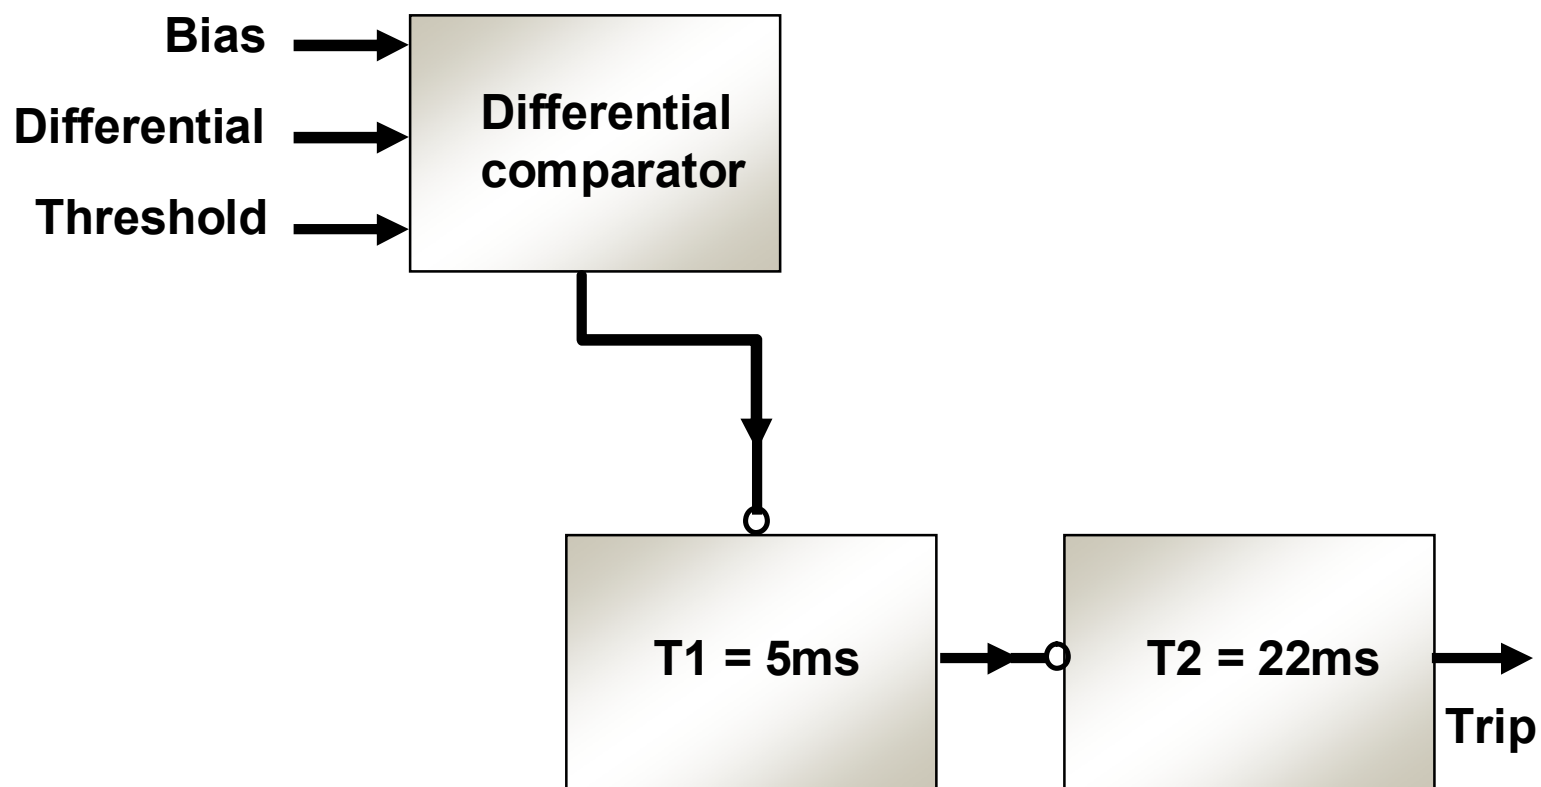 Bias
Differential
Threshold
Differential
comparator
T1 = 5ms
T2 = 22ms
Trip